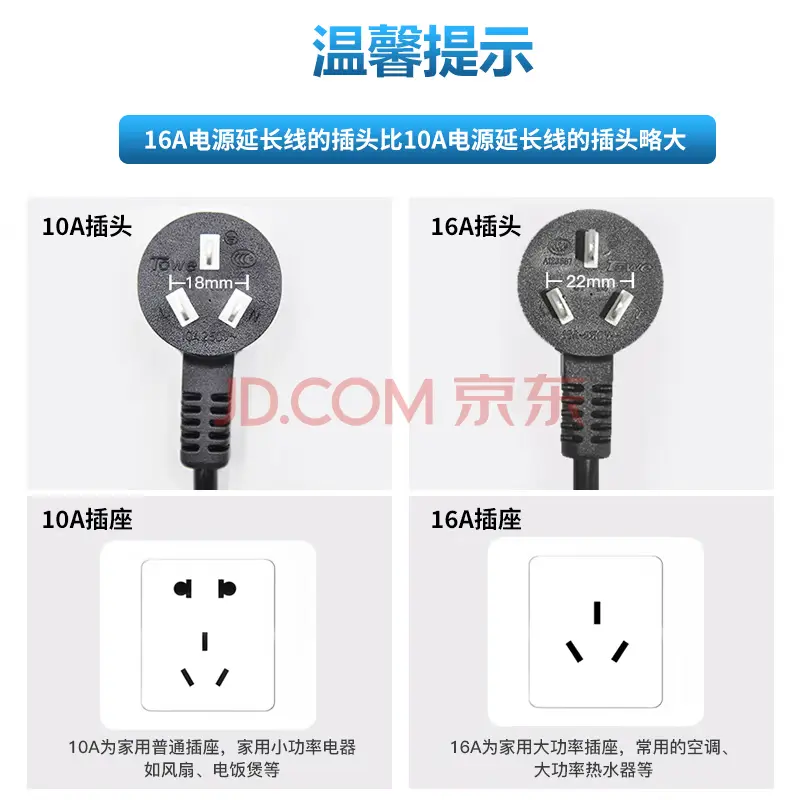 温馨提示
16A电源延长线的插头比10A电源延长线的插头略大
10A插头
16A插头
Towe
18mm
22mm
N
10A 250V~
JD.COM 京东
10A插座
16A插座
10A为家用普通插座，家用小功率电器
如风扇、电饭煲等
16A为家用大功率插座，常用的空调、
大功率热水器等